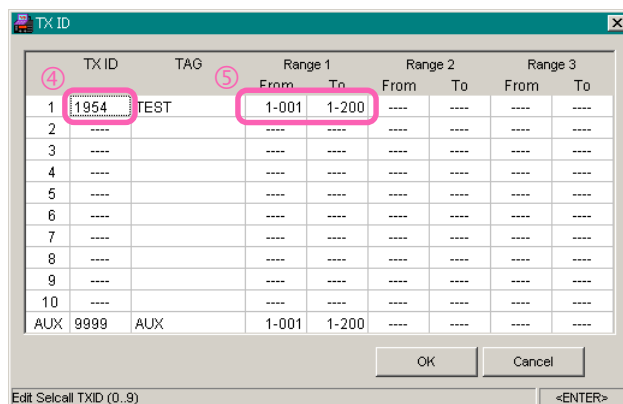 TX ID
TX ID TAG Range 1 Range 2 Range 3
④ ⑤ From To From To From To
1 1954 TEST 1-001 1-200 ---- ---- ---- ----
2 ---- ---- ---- ---- ---- ---- ----
3 ---- ---- ---- ---- ---- ---- ----
4 ---- ---- ---- ---- ---- ---- ----
5 ---- ---- ---- ---- ---- ---- ----
6 ---- ---- ---- ---- ---- ---- ----
7 ---- ---- ---- ---- ---- ---- ----
8 ---- ---- ---- ---- ---- ---- ----
9 ---- ---- ---- ---- ---- ---- ----
10 ---- ---- ---- ---- ---- ---- ----
AUX 9999 AUX 1-001 1-200 ---- ---- ---- ----
OK Cancel
Edit Selcall TXID (0..9) <ENTER>